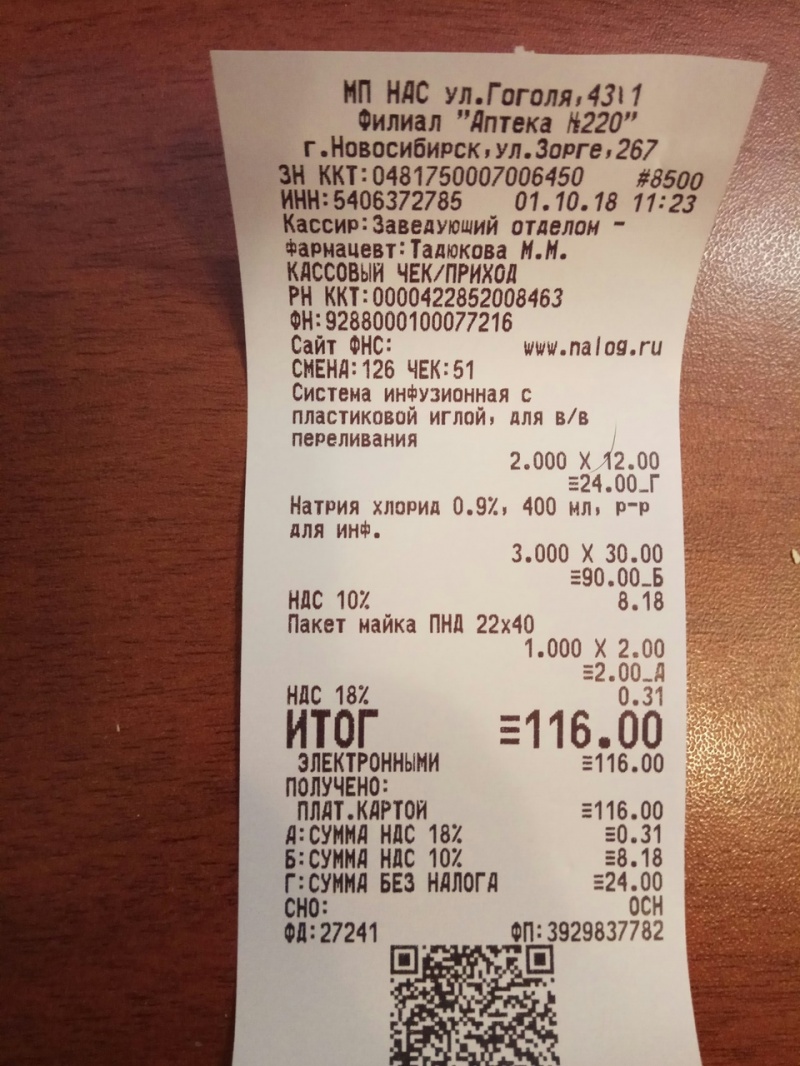 МП НАС ул.Гоголя,43\1
Филиал "Аптека №220"
г.Новосибирск,ул.Зорге,267
ЗН ККТ:0481750007006450 #8500
ИНН:5406372785 01.10.18 11:23
Кассир:Заведующий отделом -
фармацевт:Тадюкова М.М.
КАССОВЫЙ ЧЕК/ПРИХОД
РН ККТ:0000422852008463
ФН:9288000100077216
Сайт ФНС: www.nalog.ru
СМЕНА:126 ЧЕК:51
Система инфузионная с
пластиковой иглой, для в/в
переливания
2.000 X 12.00
≡24.00_Г
Натрия хлорид 0.9%, 400 мл, р-р
для инф.
3.000 X 30.00
≡90.00_Б
НДС 10% 8.18
Пакет майка ПНД 22x40
1.000 X 2.00
≡2.00_А
НДС 18% 0.31
ИТОГ ≡116.00
ЭЛЕКТРОННЫМИ ≡116.00
ПОЛУЧЕНО:
ПЛАТ.КАРТОЙ ≡116.00
А:СУММА НДС 18% ≡0.31
Б:СУММА НДС 10% ≡8.18
Г:СУММА БЕЗ НАЛОГА ≡24.00
СНО: ОСН
ФД:27241 ФП:3929837782